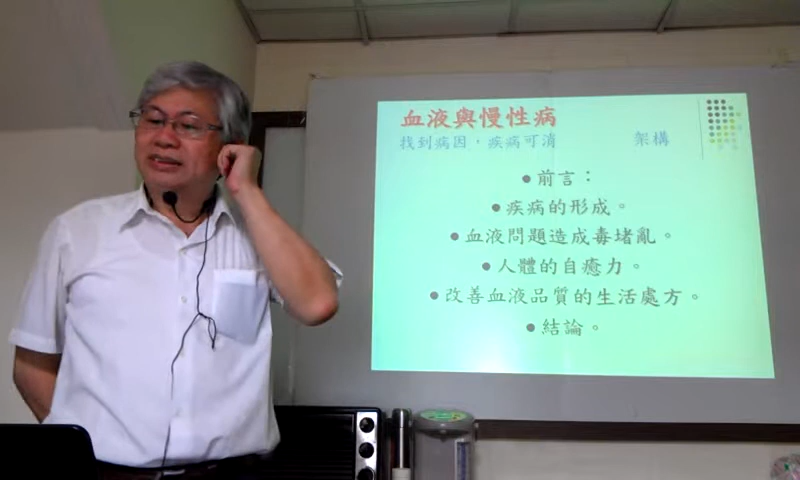 血液與慢性病
找到病因，疾病可消 架構
●前言：
●疾病的形成。
●血液問題造成毒堵亂。
●人體的自癒力。
●改善血液品質的生活處方。
●結論。